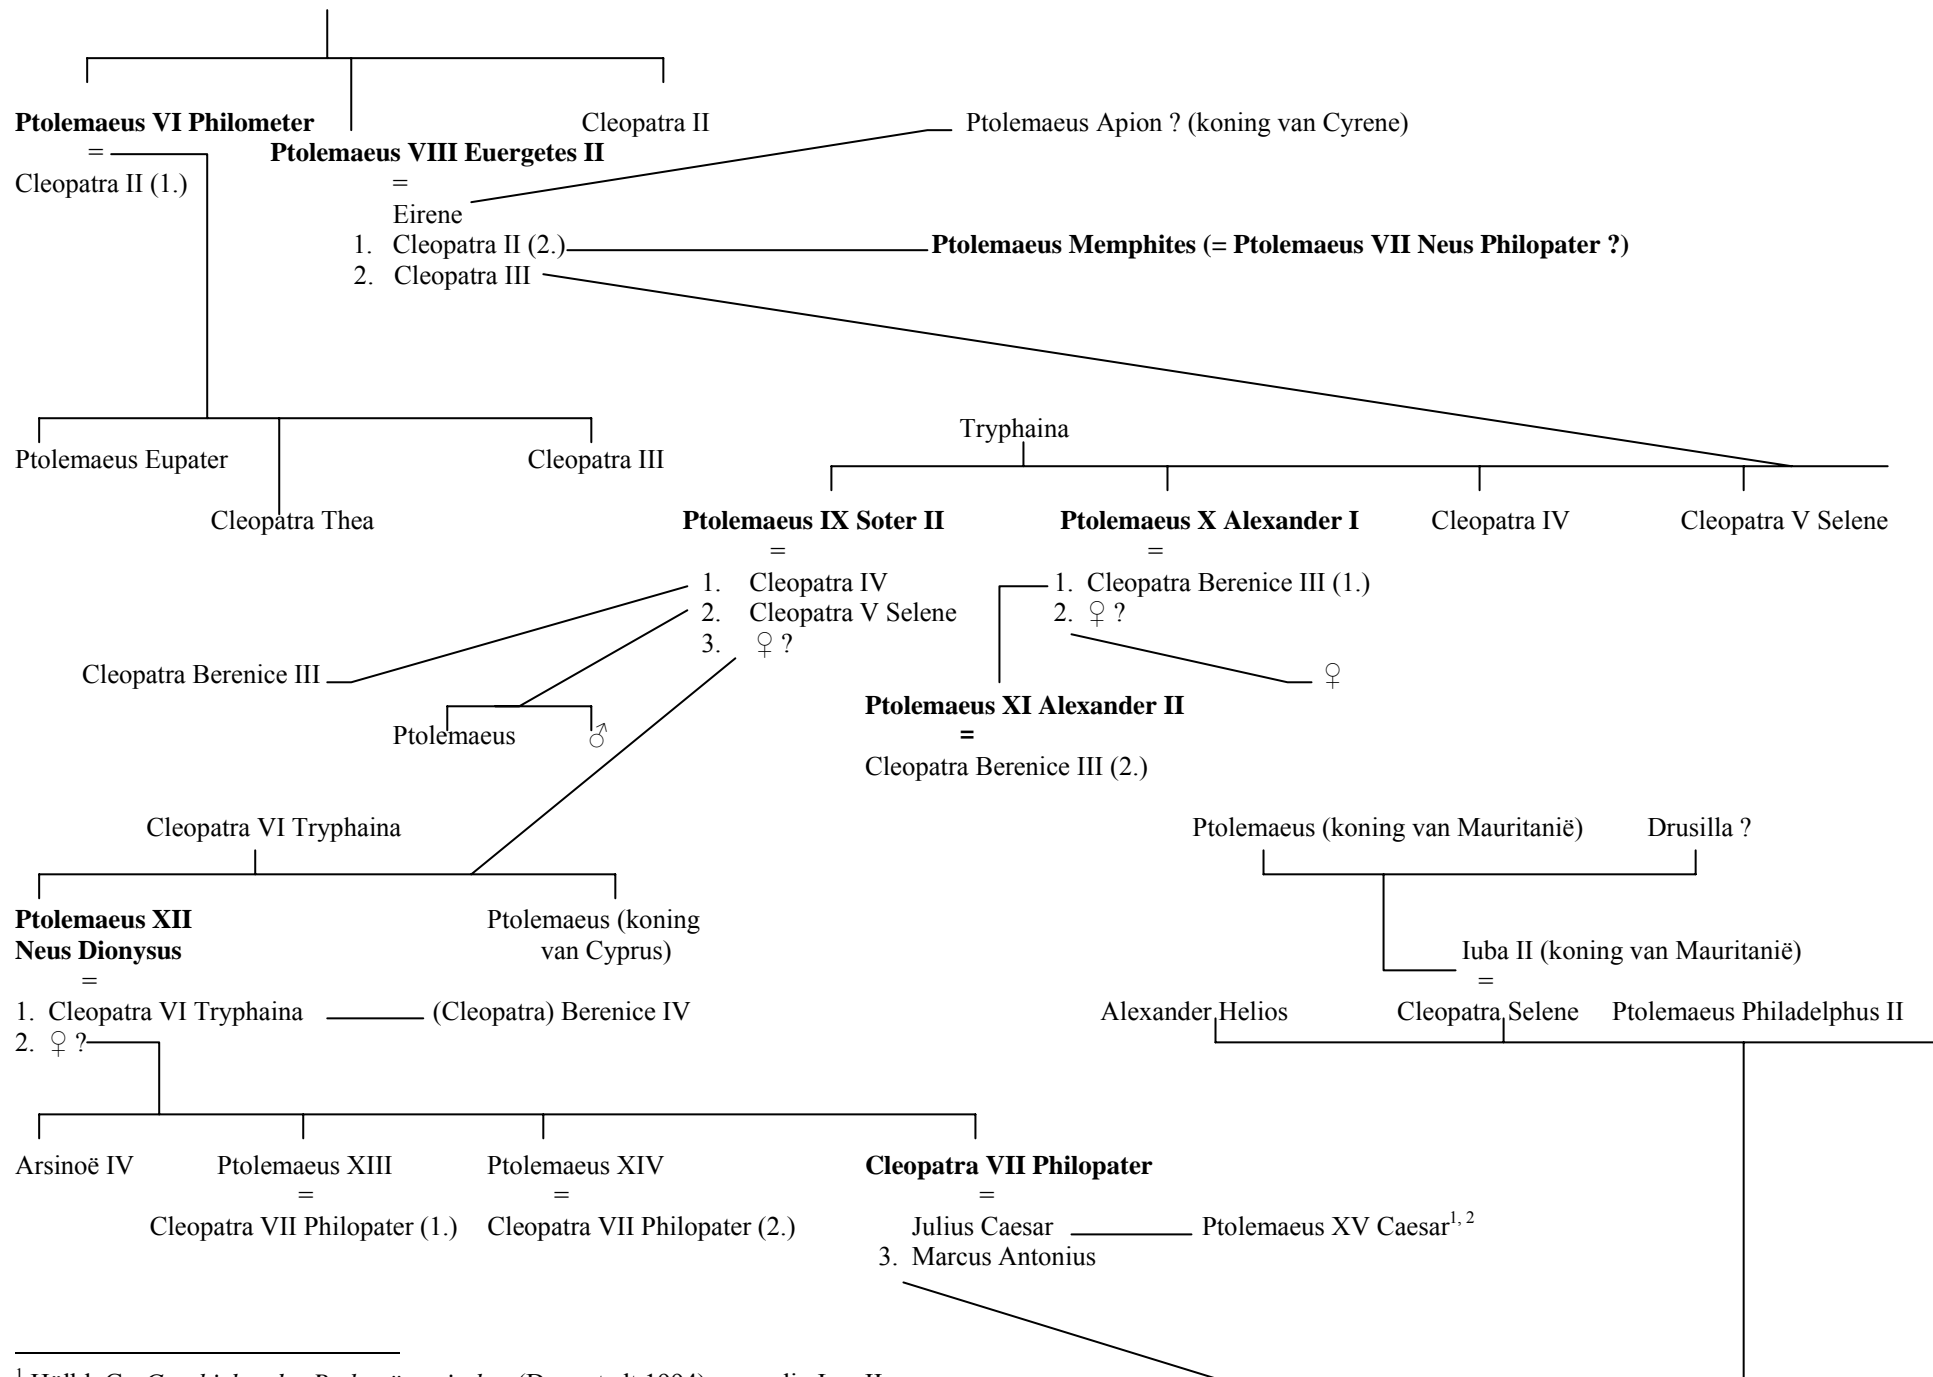 Ptolemaeus VI Philometer
Cleopatra II
Ptolemaeus Apion ? (koning van Cyrene)
=
Ptolemaeus VIII Euergetes II
Cleopatra II (1.)
=
Eirene
1. Cleopatra II (2.)
Ptolemaeus Memphites (= Ptolemaeus VII Neus Philopater ?)
2. Cleopatra III
Tryphaina
Ptolemaeus Eupater
Cleopatra III
Cleopatra Thea
Ptolemaeus IX Soter II
Ptolemaeus X Alexander I
Cleopatra IV
Cleopatra V Selene
=
=
1. Cleopatra IV
1. Cleopatra Berenice III (1.)
2. Cleopatra V Selene
2. ♀ ?
3. ♀ ?
Cleopatra Berenice III
♀
Ptolemaeus XI Alexander II
Ptolemaeus
♂
=
Cleopatra Berenice III (2.)
Cleopatra VI Tryphaina
Ptolemaeus (koning van Mauritanië)
Drusilla ?
Ptolemaeus XII
Neus Dionysus
Ptolemaeus (koning
van Cyprus)
Iuba II (koning van Mauritanië)
=
=
1. Cleopatra VI Tryphaina
(Cleopatra) Berenice IV
Alexander Helios
Cleopatra Selene
Ptolemaeus Philadelphus II
2. ♀ ?
Arsinoë IV
Ptolemaeus XIII
Ptolemaeus XIV
Cleopatra VII Philopater
=
=
=
Cleopatra VII Philopater (1.)
Cleopatra VII Philopater (2.)
Julius Caesar
Ptolemaeus XV Caesar1, 2
3. Marcus Antonius